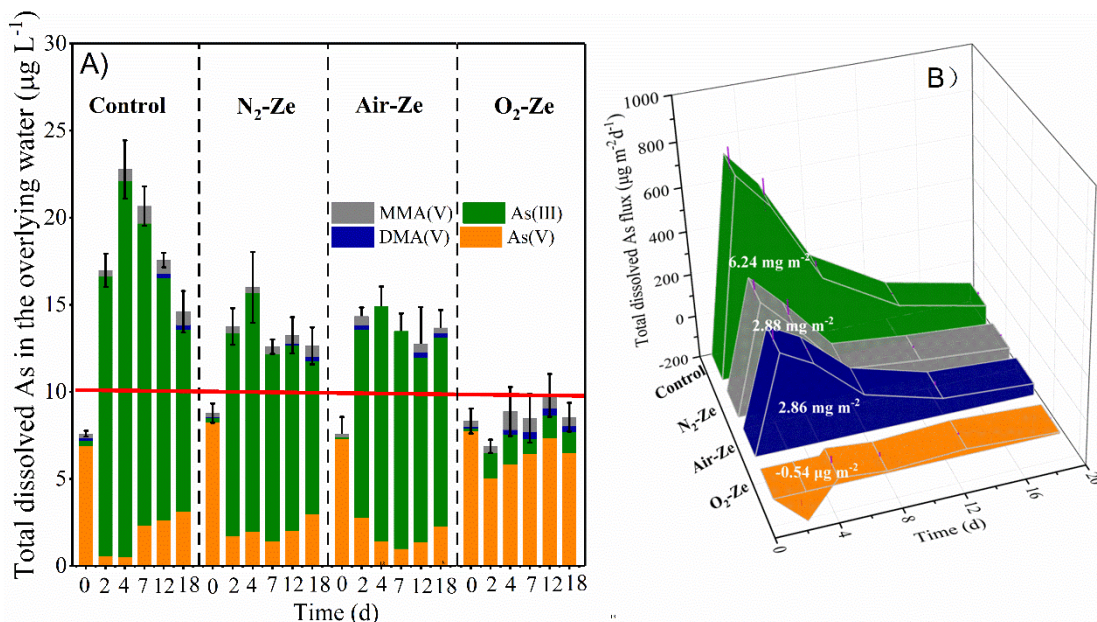 A)
B)
Total dissolved As in the overlying water (μg L⁻¹)
30
25
20
15
10
5
0
Control
N₂-Ze
Air-Ze
O₂-Ze
MMA(V)
As(III)
DMA(V)
As(V)
0 2 4 7 12 18 0 2 4 7 12 18 0 2 4 7 12 18 0 2 4 7 12 18
Time (d)
Total dissolved As flux (μg m⁻²d⁻¹)
1000
800
600
400
200
0
-200
6.24 mg m⁻²
2.88 mg m⁻²
2.86 mg m⁻²
-0.54 μg m⁻²
Control
N₂-Ze
Air-Ze
O₂-Ze
0 4 8 12 16 20
Time (d)